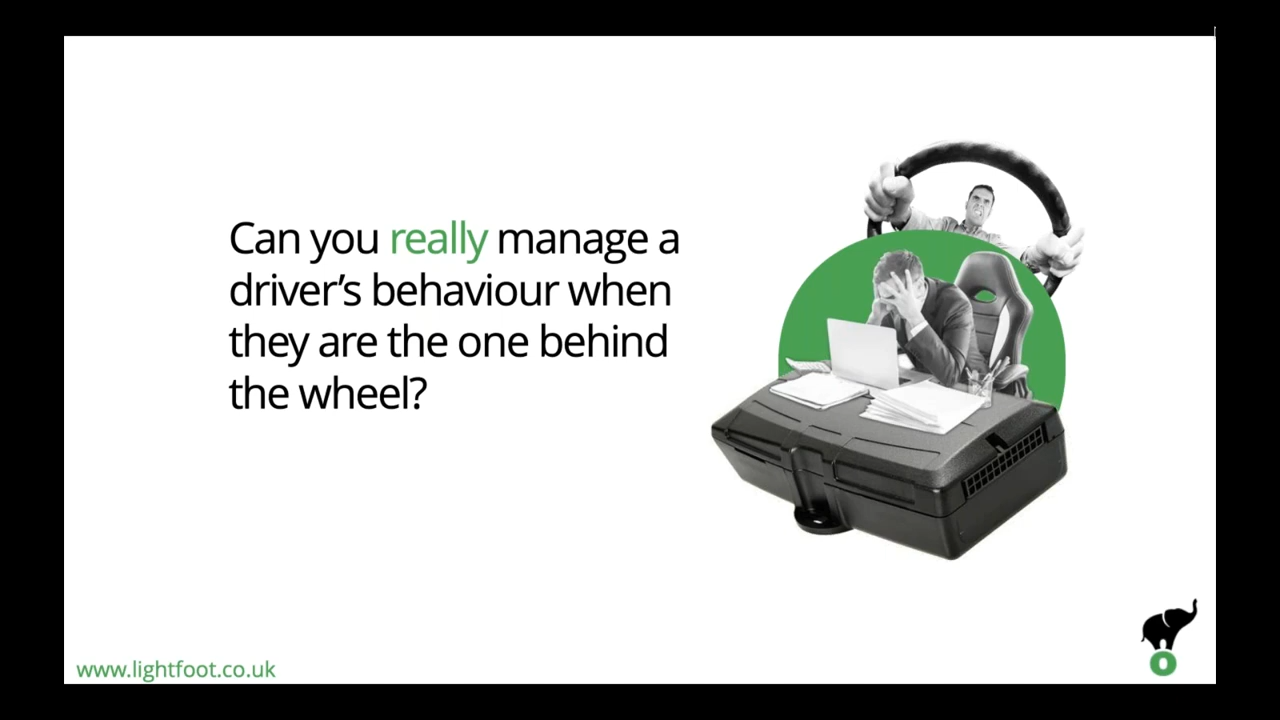 Can you really manage a
driver's behaviour when
they are the one behind
the wheel?
www.lightfoot.co.uk